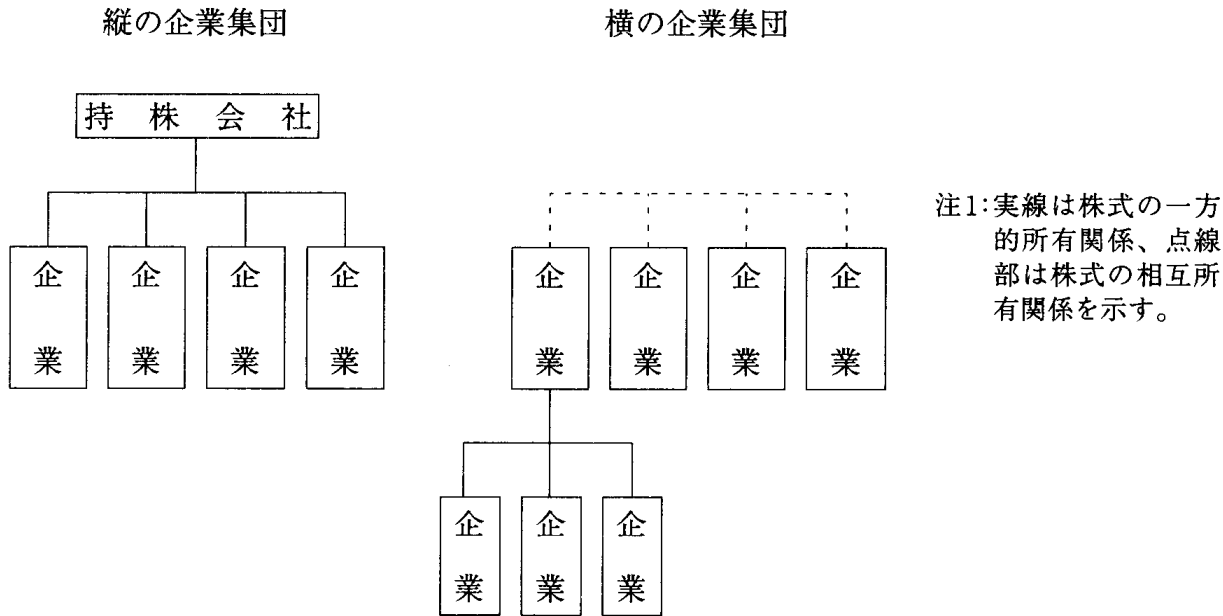 縦の企業集団
横の企業集団
持株会社
企業
企業
企業
企業
企業
企業
企業
企業
注1:実線は株式の一方
的所有関係、点線
部は株式の相互所
有関係を示す。
企業
企業
企業